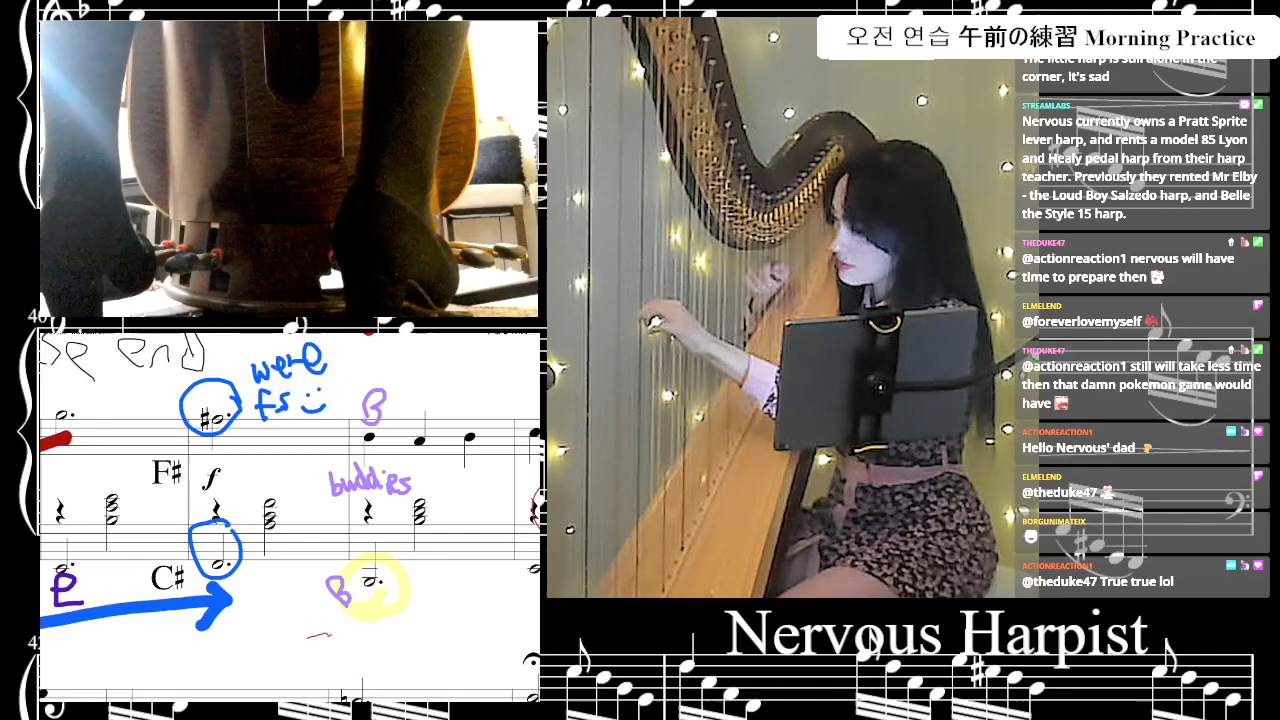 오전 연습 午前の練習 Morning Practice
The little harp is still alone in the
corner, it's sad
STREAMLABS
Nervous currently owns a Pratt Sprite
lever harp, and rents a model 85 Lyon
and Healy pedal harp from their harp
teacher. Previously they rented Mr Elby
- the Loud Boy Salzedo harp, and Belle
the Style 15 harp.
THEDUKE47
@actionreaction1 nervous will have
time to prepare then
ELMELEND
@foreverlovemyself
THEDUKE47
@actionreaction1 still will take less time
then that damn pokemon game would
have
ACTIONREACTION1
Hello Nervous' dad
ELMELEND
@theduke47
BORGUNIMATEIX
ACTIONREACTION1
@theduke47 True true lol
40
end
were
fs
B
F# f
buddies
E
C#
B
42
Nervous Harpist